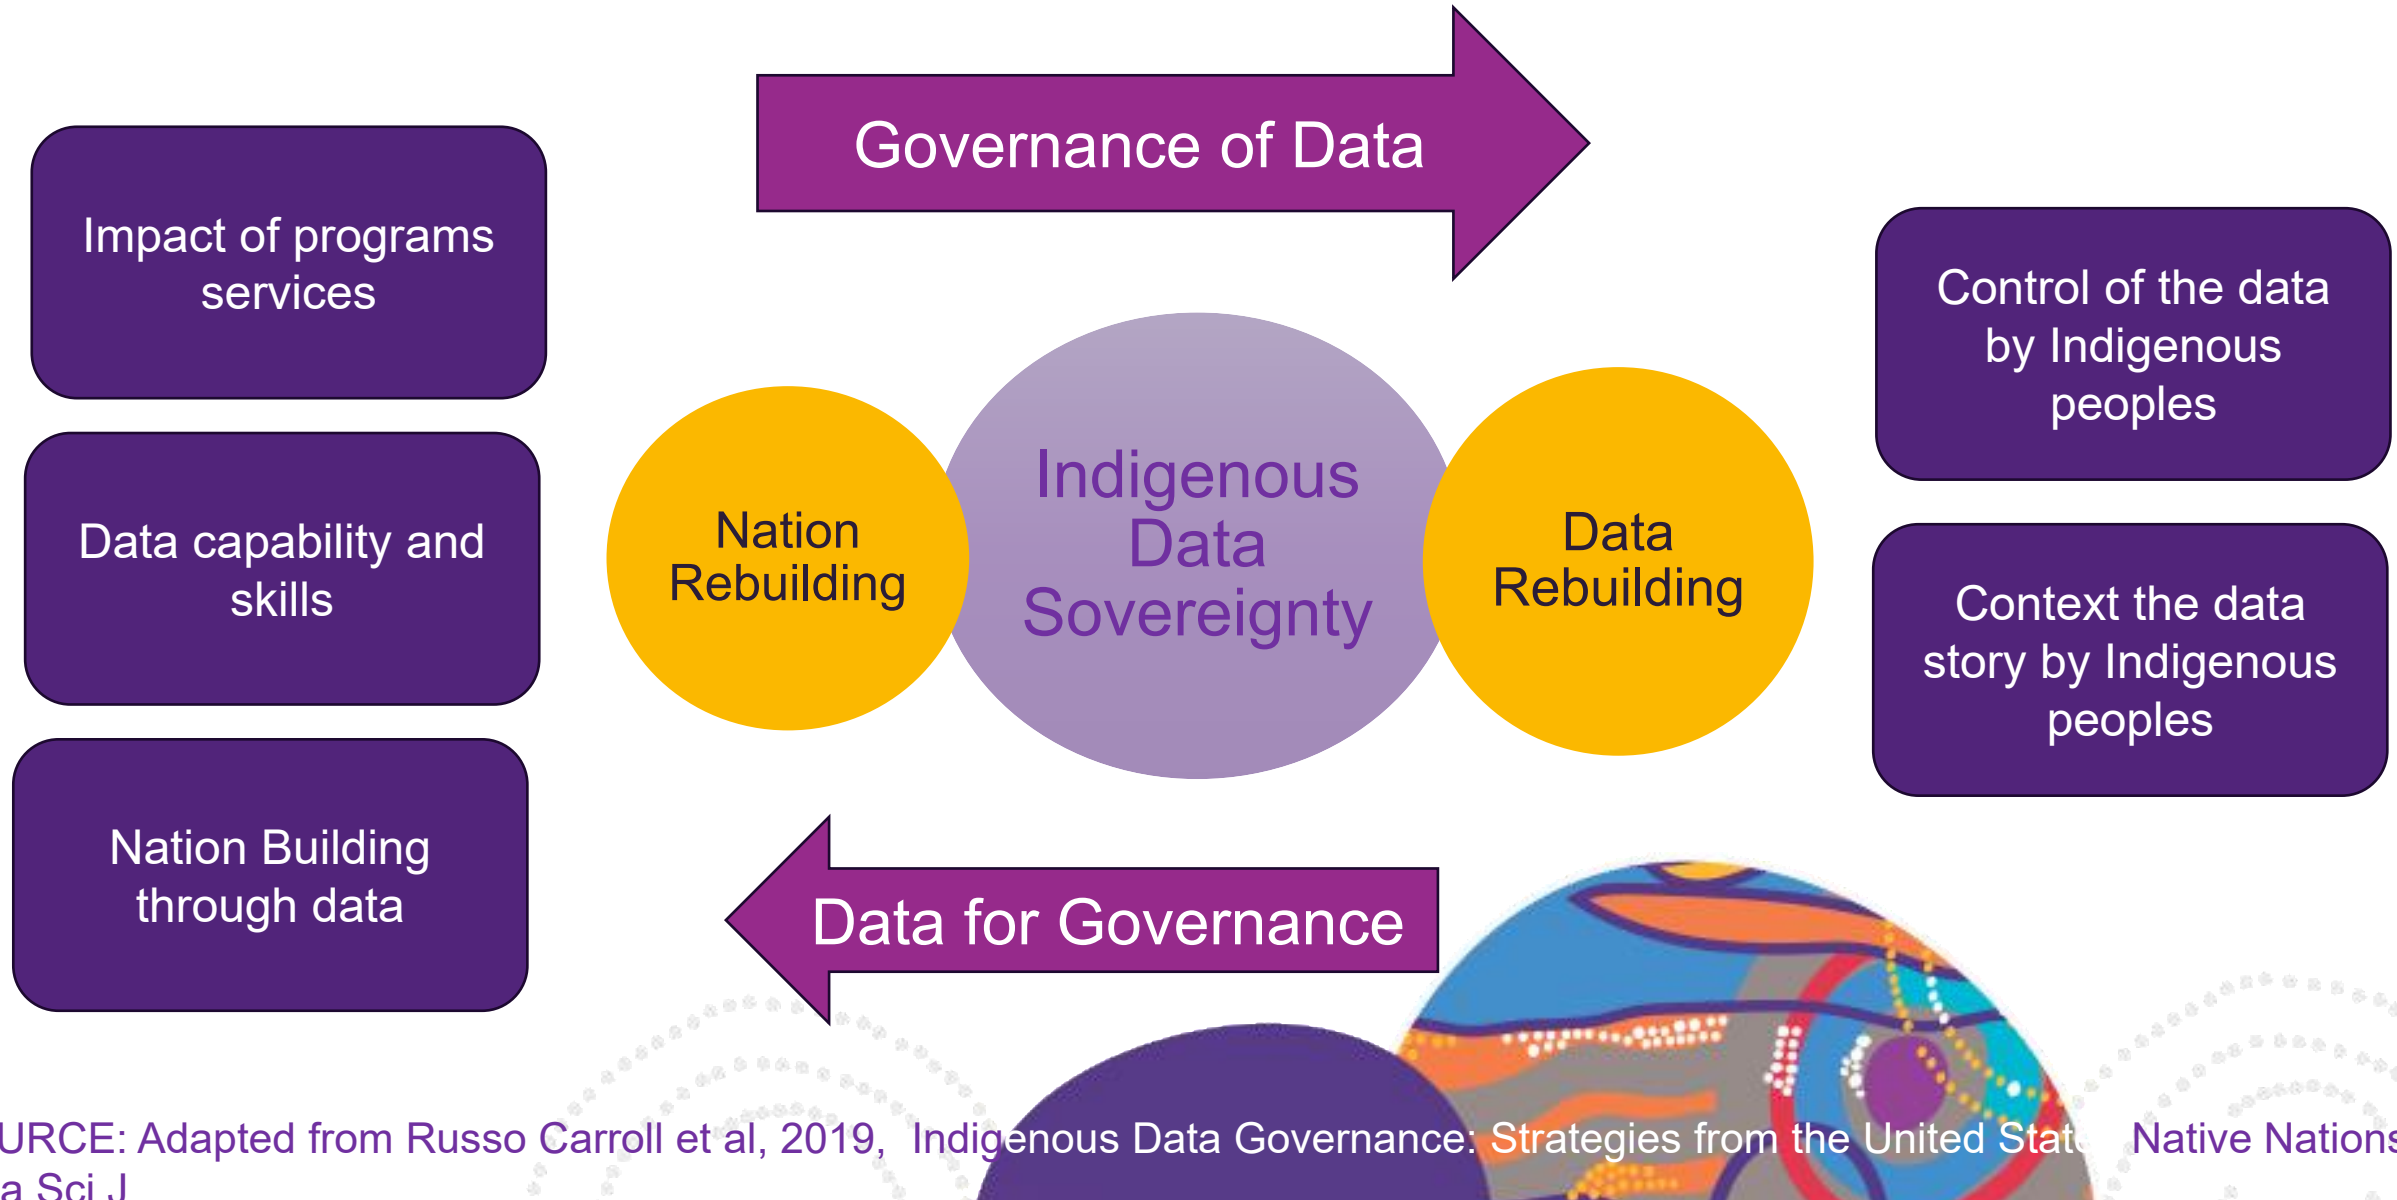 Governance of Data
Impact of programs
services
Data capability and
skills
Nation Building
through data
Nation
Rebuilding
Indigenous
Data
Sovereignty
Data
Rebuilding
Control of the data
by Indigenous
peoples
Context the data
story by Indigenous
peoples
Data for Governance
URCE: Adapted from Russo Carroll et al, 2019, Indigenous Data Governance: Strategies from the United State Native Nations
a Sci J